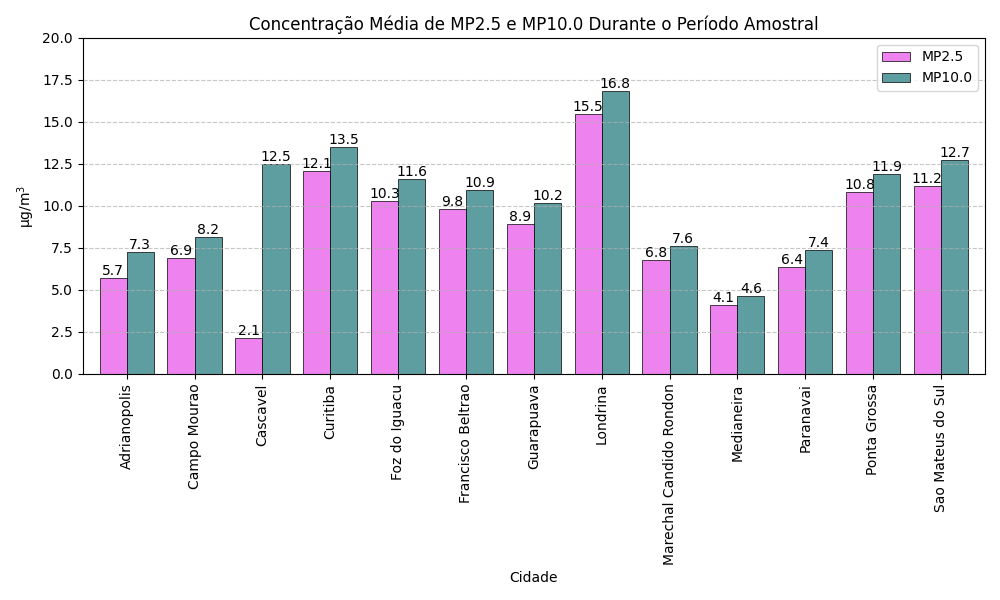 Concentração Média de MP2.5 e MP10.0 Durante o Período Amostral
µg/m³
20.0
17.5
15.0
12.5
10.0
7.5
5.0
2.5
0.0
MP2.5
MP10.0
5.7
7.3
6.9
8.2
2.1
12.5
12.1
13.5
10.3
11.6
9.8
10.9
8.9
10.2
15.5
16.8
6.8
7.6
4.1
4.6
6.4
7.4
10.8
11.9
11.2
12.7
Adrianopolis
Campo Mourao
Cascavel
Curitiba
Foz do Iguacu
Francisco Beltrao
Guarapuava
Londrina
Marechal Candido Rondon
Medianeira
Paranavai
Ponta Grossa
Sao Mateus do Sul
Cidade